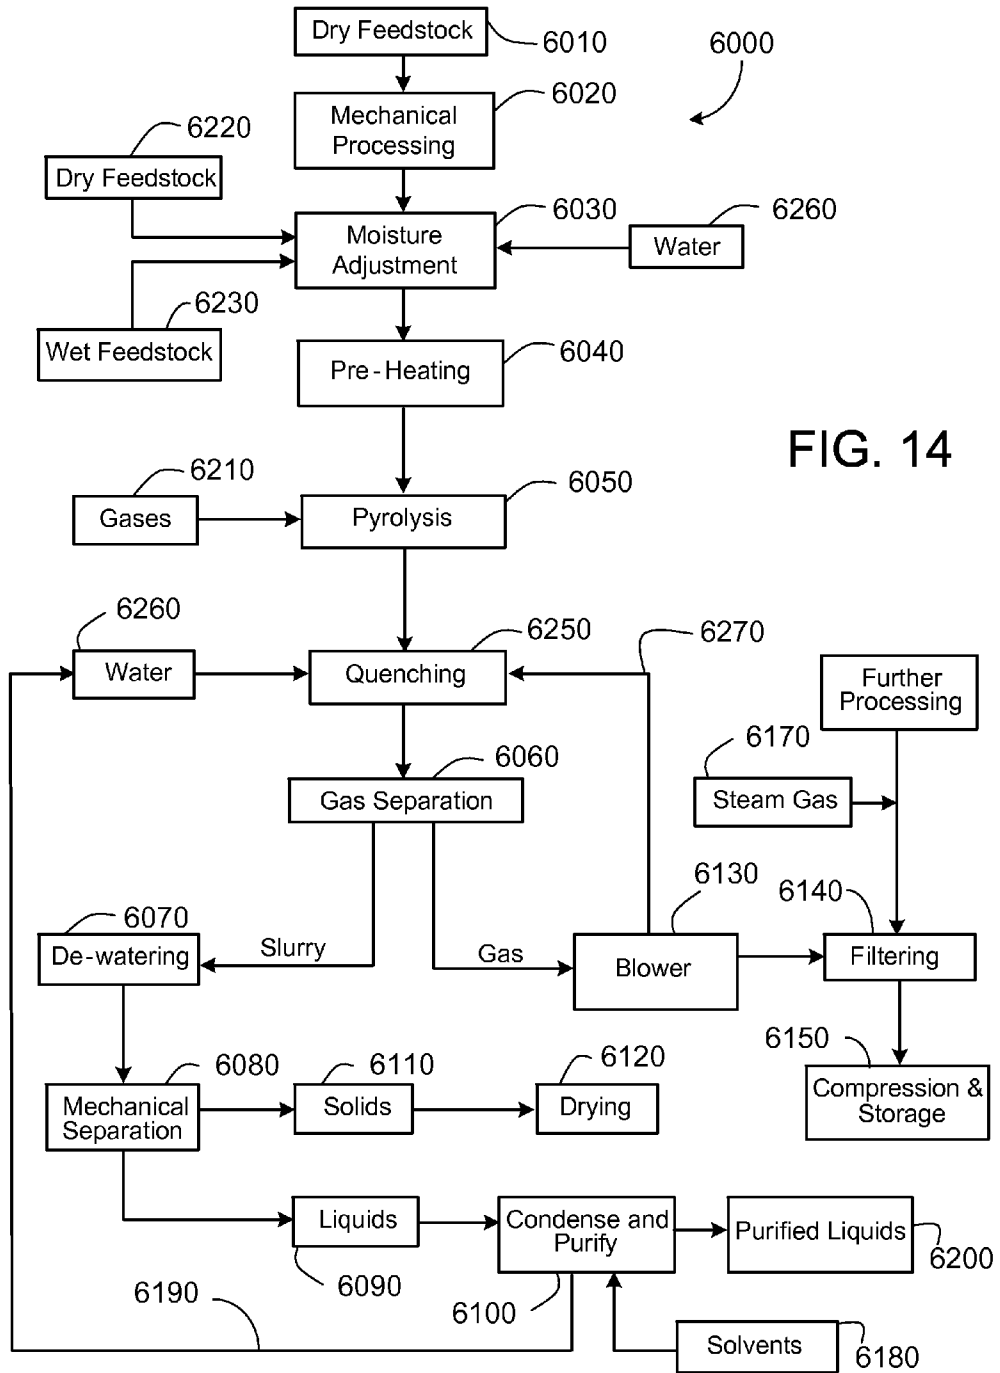 Dry Feedstock
6010
6000
6020
Mechanical
Processing
6220
Dry Feedstock
6030
6260
Moisture
Adjustment
Water
6230
Wet Feedstock
6040
Pre-Heating
FIG. 14
6210
Gases
6050
Pyrolysis
6260
Water
6250
Quenching
6270
Further
Processing
6060
Gas Separation
6170
Steam Gas
6130
6140
6070
De-watering
Slurry
Gas
Blower
Filtering
6150
Compression &
Storage
6080
Mechanical
Separation
6110
Solids
6120
Drying
Liquids
6090
Condense and
Purify
6100
Purified Liquids
6200
6190
Solvents
6180